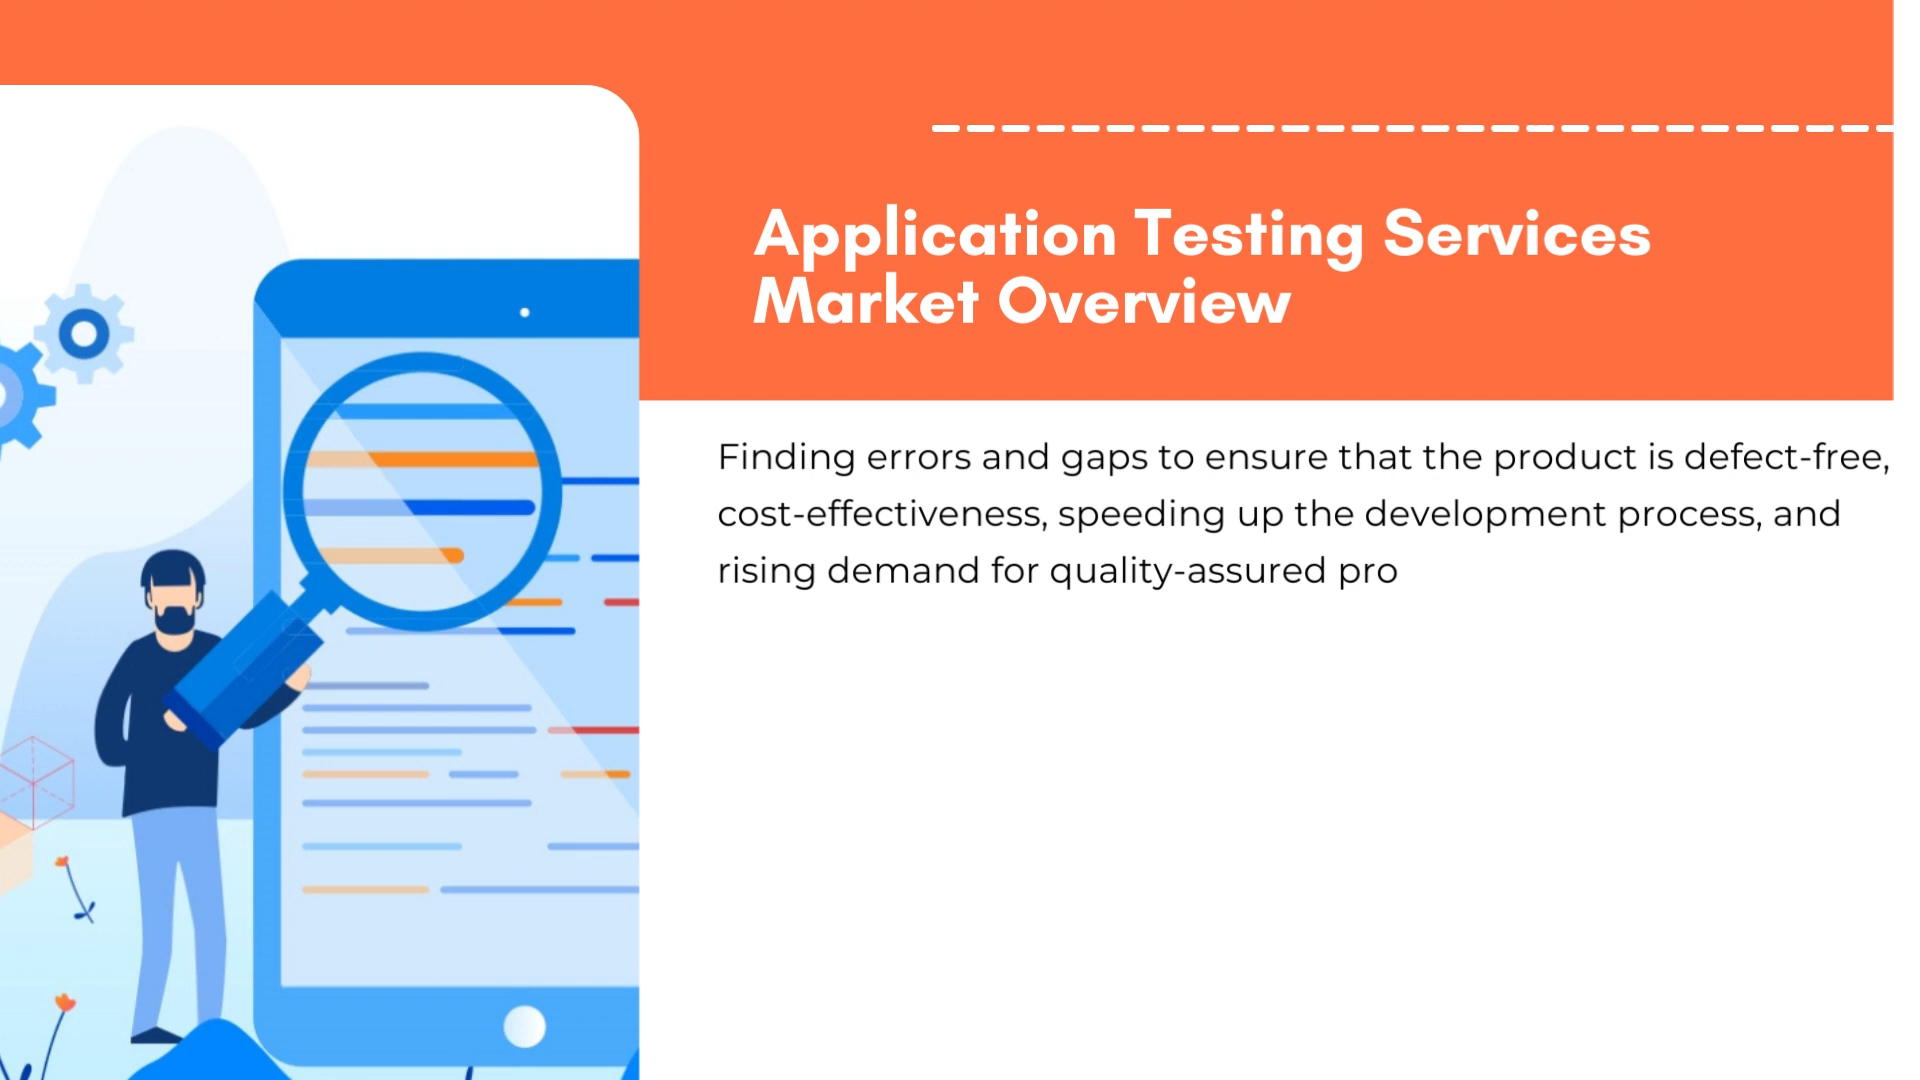 Application Testing Services
Market Overview
Finding errors and gaps to ensure that the product is defect-free,
cost-effectiveness, speeding up the development process, and
rising demand for quality-assured pro